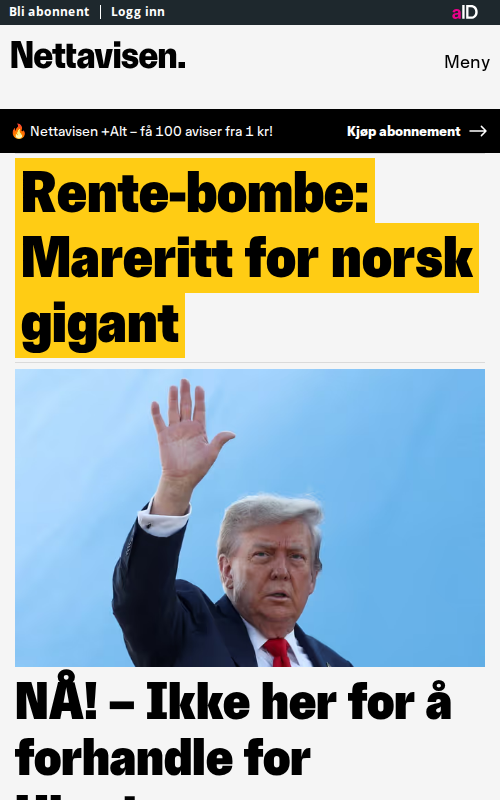 Bli abonnent | Logg inn aID
Nettavisen.
Meny
🔥 Nettavisen +Alt – få 100 aviser fra 1 kr! Kjøp abonnement →
Rente-bombe:
Mareritt for norsk
gigant
NÅ! – Ikke her for å
forhandle for